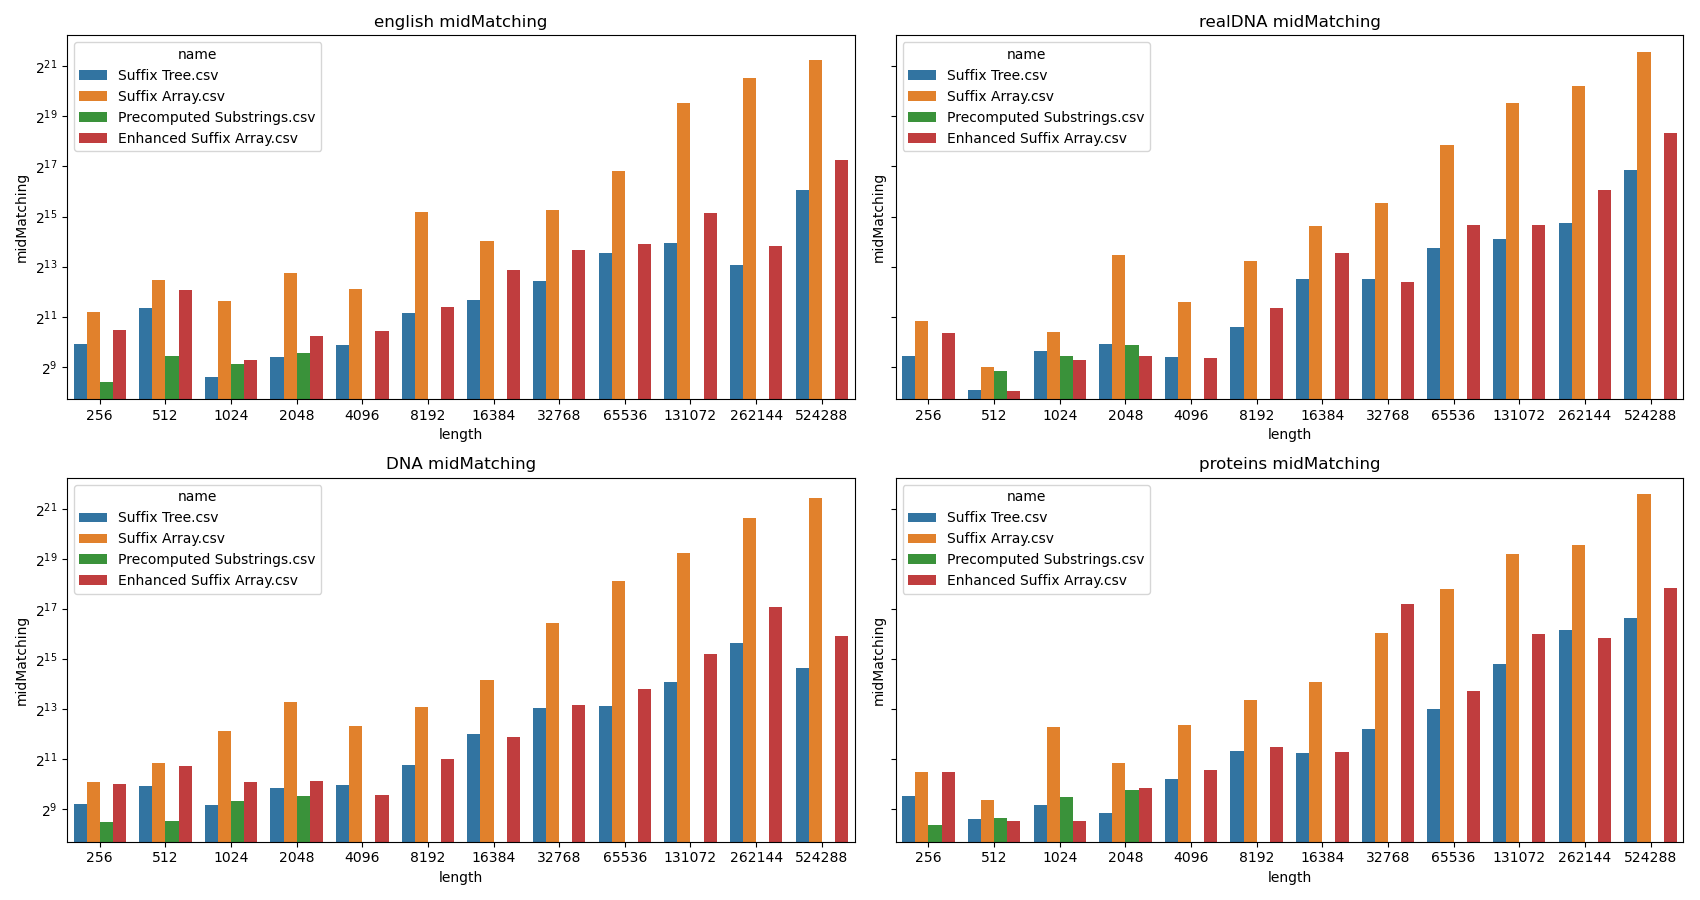 english midMatching
name
Suffix Tree.csv
Suffix Array.csv
Precomputed Substrings.csv
Enhanced Suffix Array.csv
midMatching
2^21
2^19
2^17
2^15
2^13
2^11
2^9
256 512 1024 2048 4096 8192 16384 32768 65536 131072 262144 524288
length
realDNA midMatching
name
Suffix Tree.csv
Suffix Array.csv
Precomputed Substrings.csv
Enhanced Suffix Array.csv
midMatching
256 512 1024 2048 4096 8192 16384 32768 65536 131072 262144 524288
length
DNA midMatching
name
Suffix Tree.csv
Suffix Array.csv
Precomputed Substrings.csv
Enhanced Suffix Array.csv
midMatching
2^21
2^19
2^17
2^15
2^13
2^11
2^9
256 512 1024 2048 4096 8192 16384 32768 65536 131072 262144 524288
length
proteins midMatching
name
Suffix Tree.csv
Suffix Array.csv
Precomputed Substrings.csv
Enhanced Suffix Array.csv
midMatching
256 512 1024 2048 4096 8192 16384 32768 65536 131072 262144 524288
length